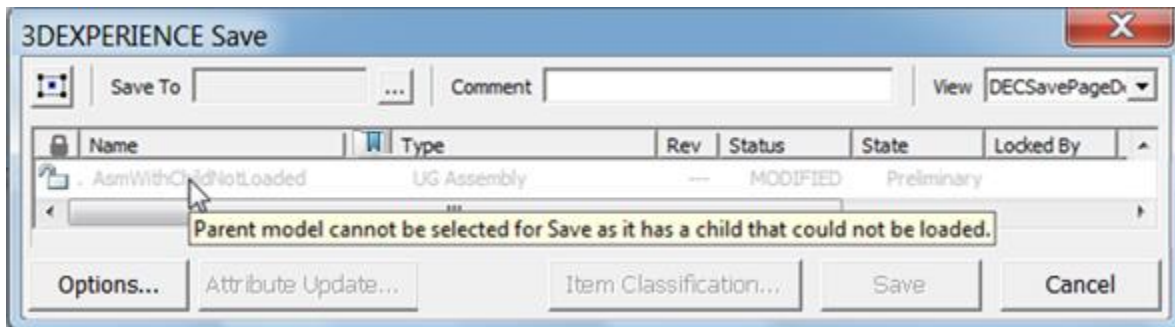 3DEXPERIENCE Save
Save To ... Comment View DECSavePageD
Name Type Rev Status State Locked By
. AsmWithChildNotLoaded UG Assembly --- MODIFIED Preliminary
Parent model cannot be selected for Save as it has a child that could not be loaded.
Options... Attribute Update... Item Classification... Save Cancel